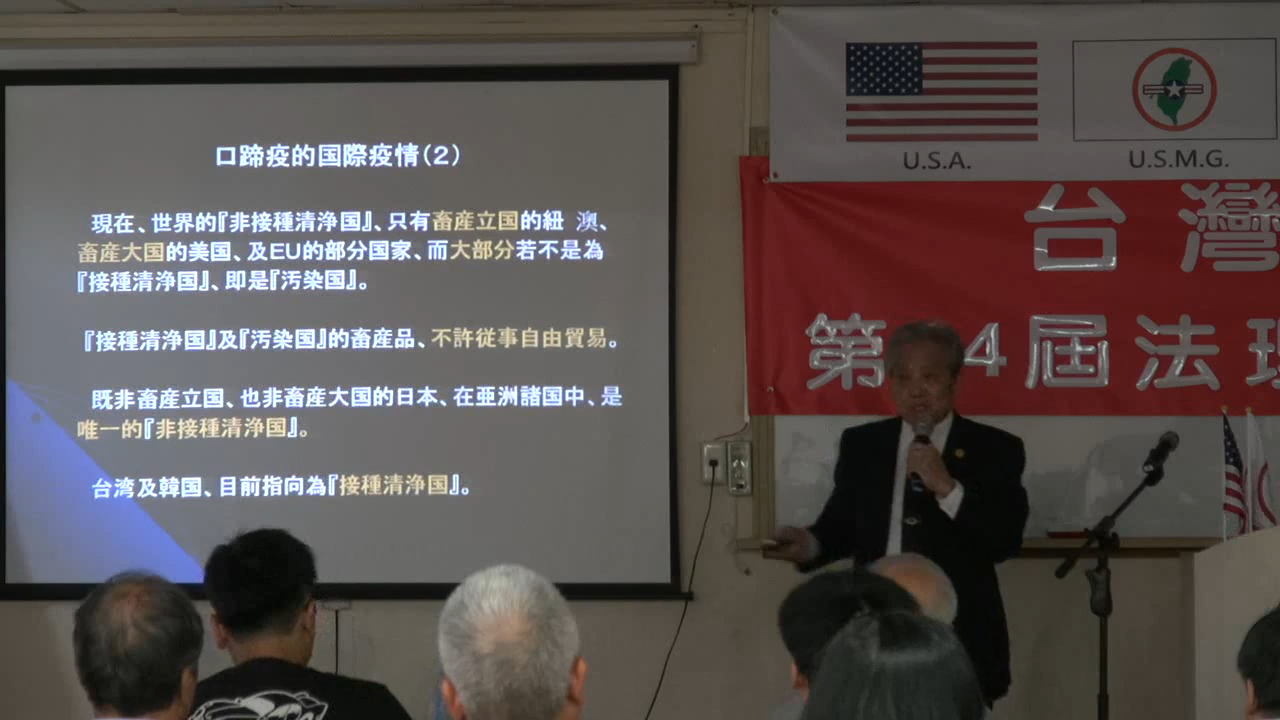 口蹄疫的国際疫情（２）
現在、世界的『非接種清浄国』、只有畜産立国的紐 澳、
畜産大国的美国、及EU的部分国家、而大部分若不是為
『接種清浄国』、即是『汚染国』。
『接種清浄国』及『汚染国』的畜産品、不許従事自由貿易。
既非畜産立国、也非畜産大国的日本、在亜洲諸国中、是
唯一的『非接種清浄国』。
台湾及韓国、目前指向為『接種清浄国』。
U.S.A.
U.S.M.G.
台灣
第 4屆法理